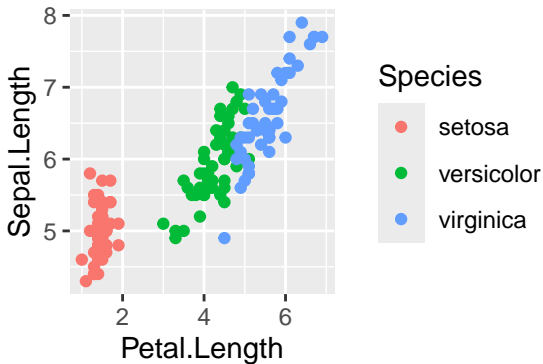 8
7
6
5
Sepal.Length
2 4 6
Petal.Length
Species
setosa
versicolor
virginica